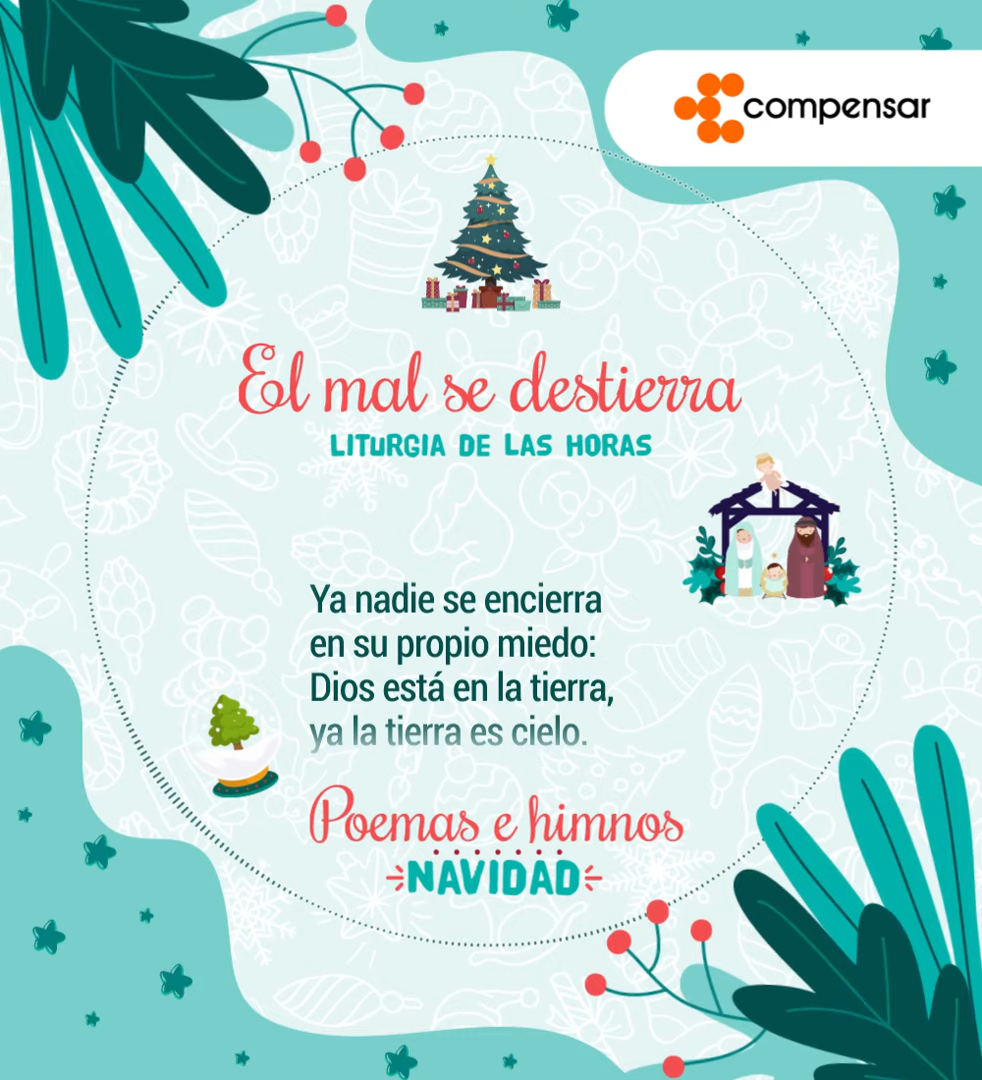 compensar
El mal se destierra
LITURGIA DE LAS HORAS
Ya nadie se encierra
en su propio miedo:
Dios está en la tierra,
ya la tierra es cielo.
Poemas e himnos
NAVIDAD